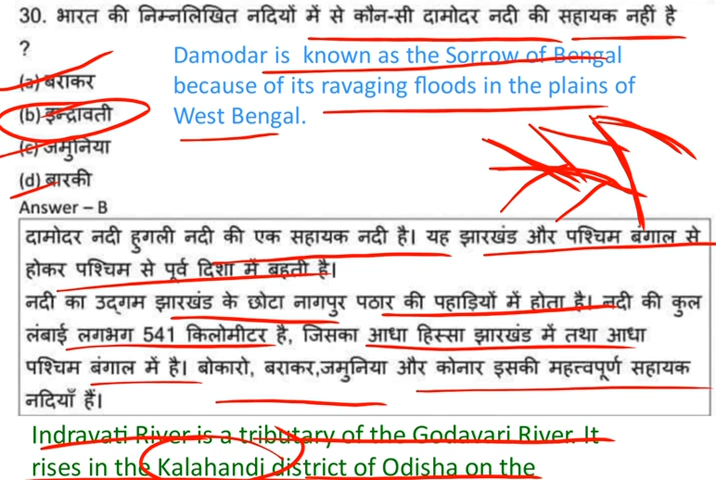 30. भारत की निम्नलिखित नदियों में से कौन-सी दामोदर नदी की सहायक नहीं है
?
Damodar is known as the Sorrow of Bengal
because of its ravaging floods in the plains of
West Bengal.
(a) बराकर
(b) इन्द्रावती
(c) जमुनिया
(d) बारकी
Answer – B
दामोदर नदी हुगली नदी की एक सहायक नदी है। यह झारखंड और पश्चिम बंगाल से
होकर पश्चिम से पूर्व दिशा में बहती है।
नदी का उद्गम झारखंड के छोटा नागपुर पठार की पहाड़ियों में होता है। नदी की कुल
लंबाई लगभग 541 किलोमीटर है, जिसका आधा हिस्सा झारखंड में तथा आधा
पश्चिम बंगाल में है। बोकारो, बराकर,जमुनिया और कोनार इसकी महत्त्वपूर्ण सहायक
नदियाँ हैं।
Indravati River is a tributary of the Godavari River. It
rises in the Kalahandi district of Odisha on the